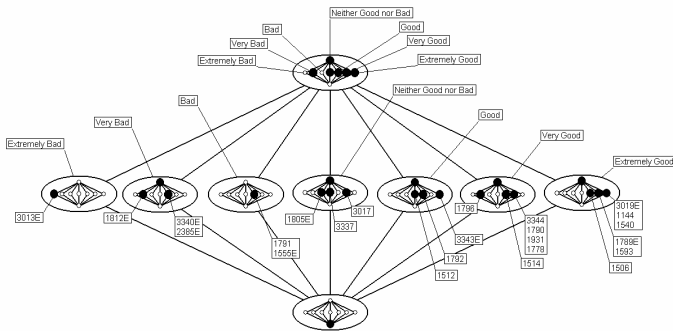 Neither Good nor Bad
Bad
Good
Very Bad
Very Good
Extremely Bad
Extremely Good
Neither Good nor Bad
Bad
Good
Very Bad
Very Good
Extremely Bad
Extremely Good
3013E
1812E
3340E
2385E
1791
1555E
1805E
3017
3337
1512
1792
3343E
1796
3344
1790
1931
1778
1514
3019E
1144
1540
1789E
1593
1506